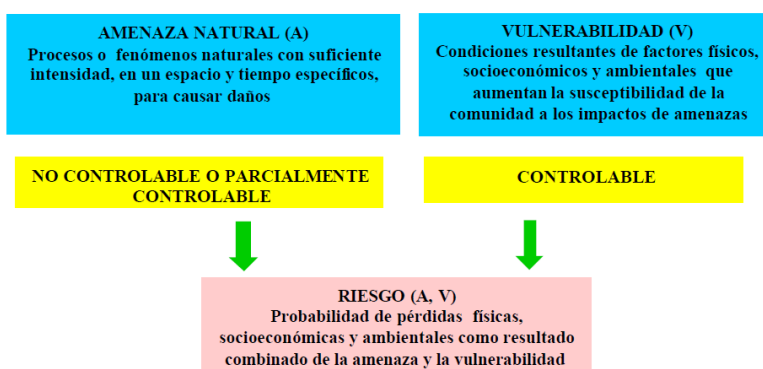 AMENAZA NATURAL (A)
Procesos o fenómenos naturales con suficiente
intensidad, en un espacio y tiempo específicos,
para causar daños
VULNERABILIDAD (V)
Condiciones resultantes de factores físicos,
socioeconómicos y ambientales que
aumentan la susceptibilidad de la
comunidad a los impactos de amenazas
NO CONTROLABLE O PARCIALMENTE
CONTROLABLE
CONTROLABLE
RIESGO (A, V)
Probabilidad de pérdidas físicas,
socioeconómicas y ambientales como resultado
combinado de la amenaza y la vulnerabilidad